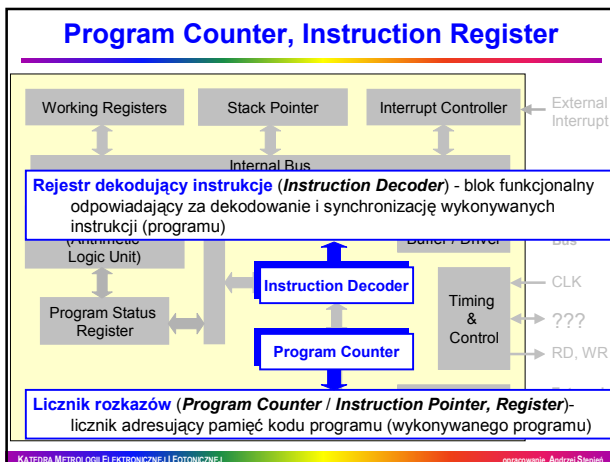 Program Counter, Instruction Register
Working Registers
Stack Pointer
Interrupt Controller
External
Interrupt
Internal Bus
Rejestr dekodujący instrukcje (Instruction Decoder) - blok funkcjonalny
odpowiadający za dekodowanie i synchronizację wykonywanych
instrukcji (programu)
(Arithmetic
Logic Unit)
Buffer / Driver
Bus
Instruction Decoder
Program Status
Register
Timing
&
Control
CLK
???
RD, WR
Program Counter
Licznik rozkazów (Program Counter / Instruction Pointer, Register)-
licznik adresujący pamięć kodu programu (wykonywanego programu)
KATEDRA METROLOGII ELEKTRONICZNEJ I FOTONICZNEJ
opracowanie Andrzej Stępień